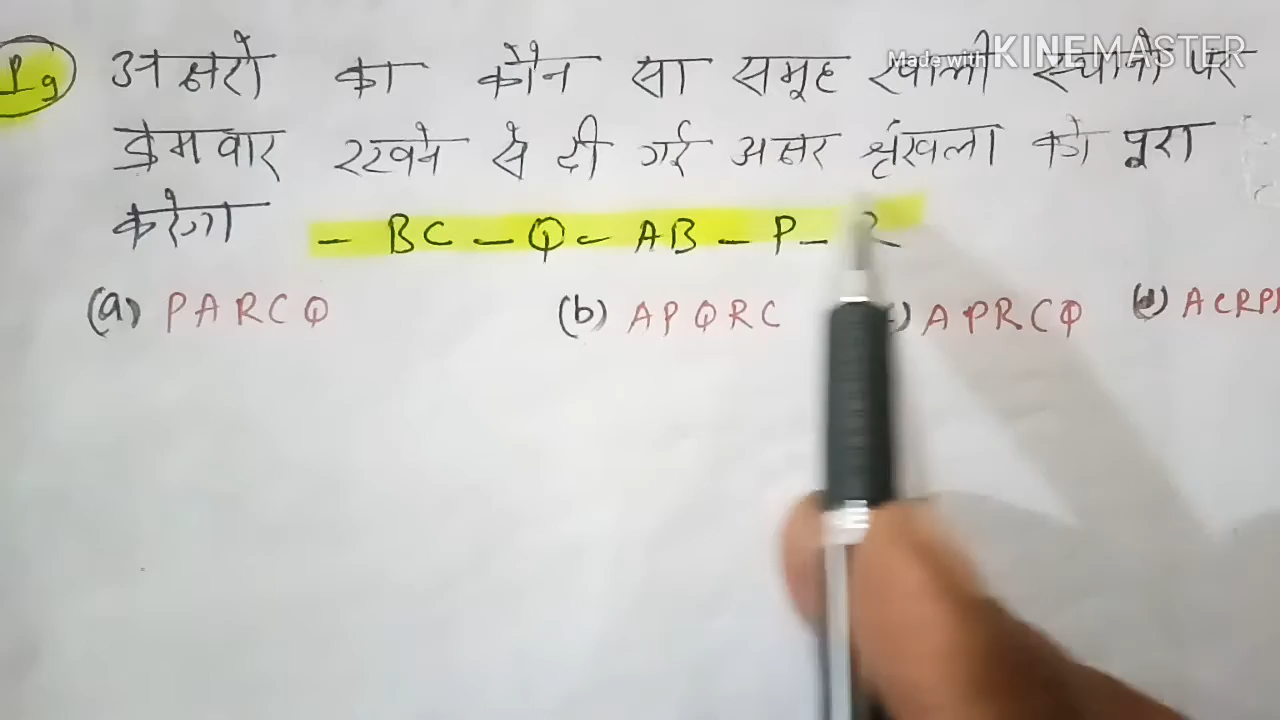 Made with KINEMASTER
19
अक्षरों का कौन सा समूह खाली स्थानों पर
क्रमवार रखने से दी गई अक्षर श्रृंखला को पूरा
करेगा - BC - Q - AB - P - R
(a) PARCQ (b) APQRC (c) APRCQ (d) ACRP